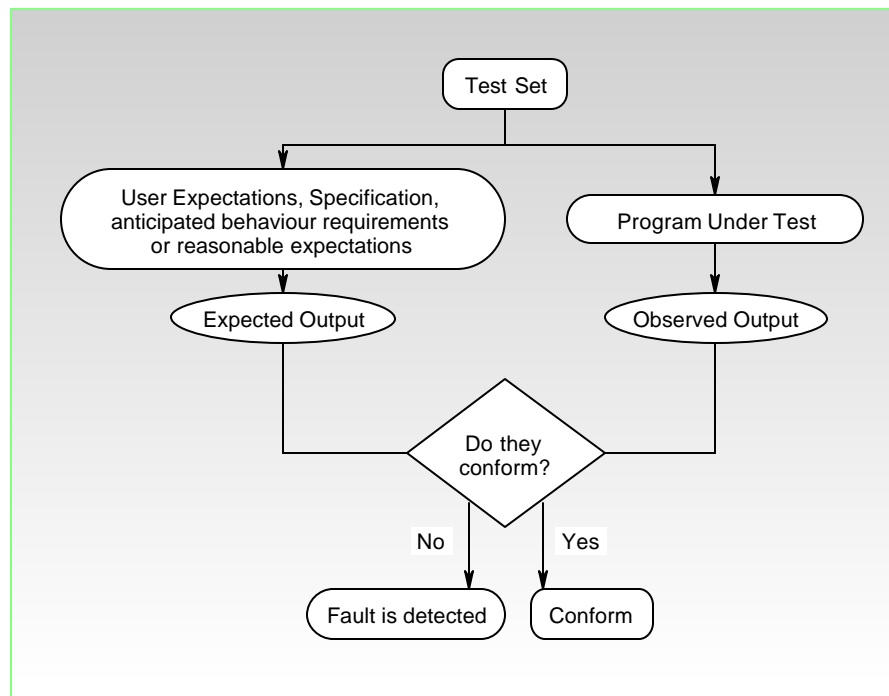 Test Set
User Expectations, Specification,
anticipated behaviour requirements
or reasonable expectations
Program Under Test
Expected Output
Observed Output
Do they
conform?
No
Yes
Fault is detected
Conform